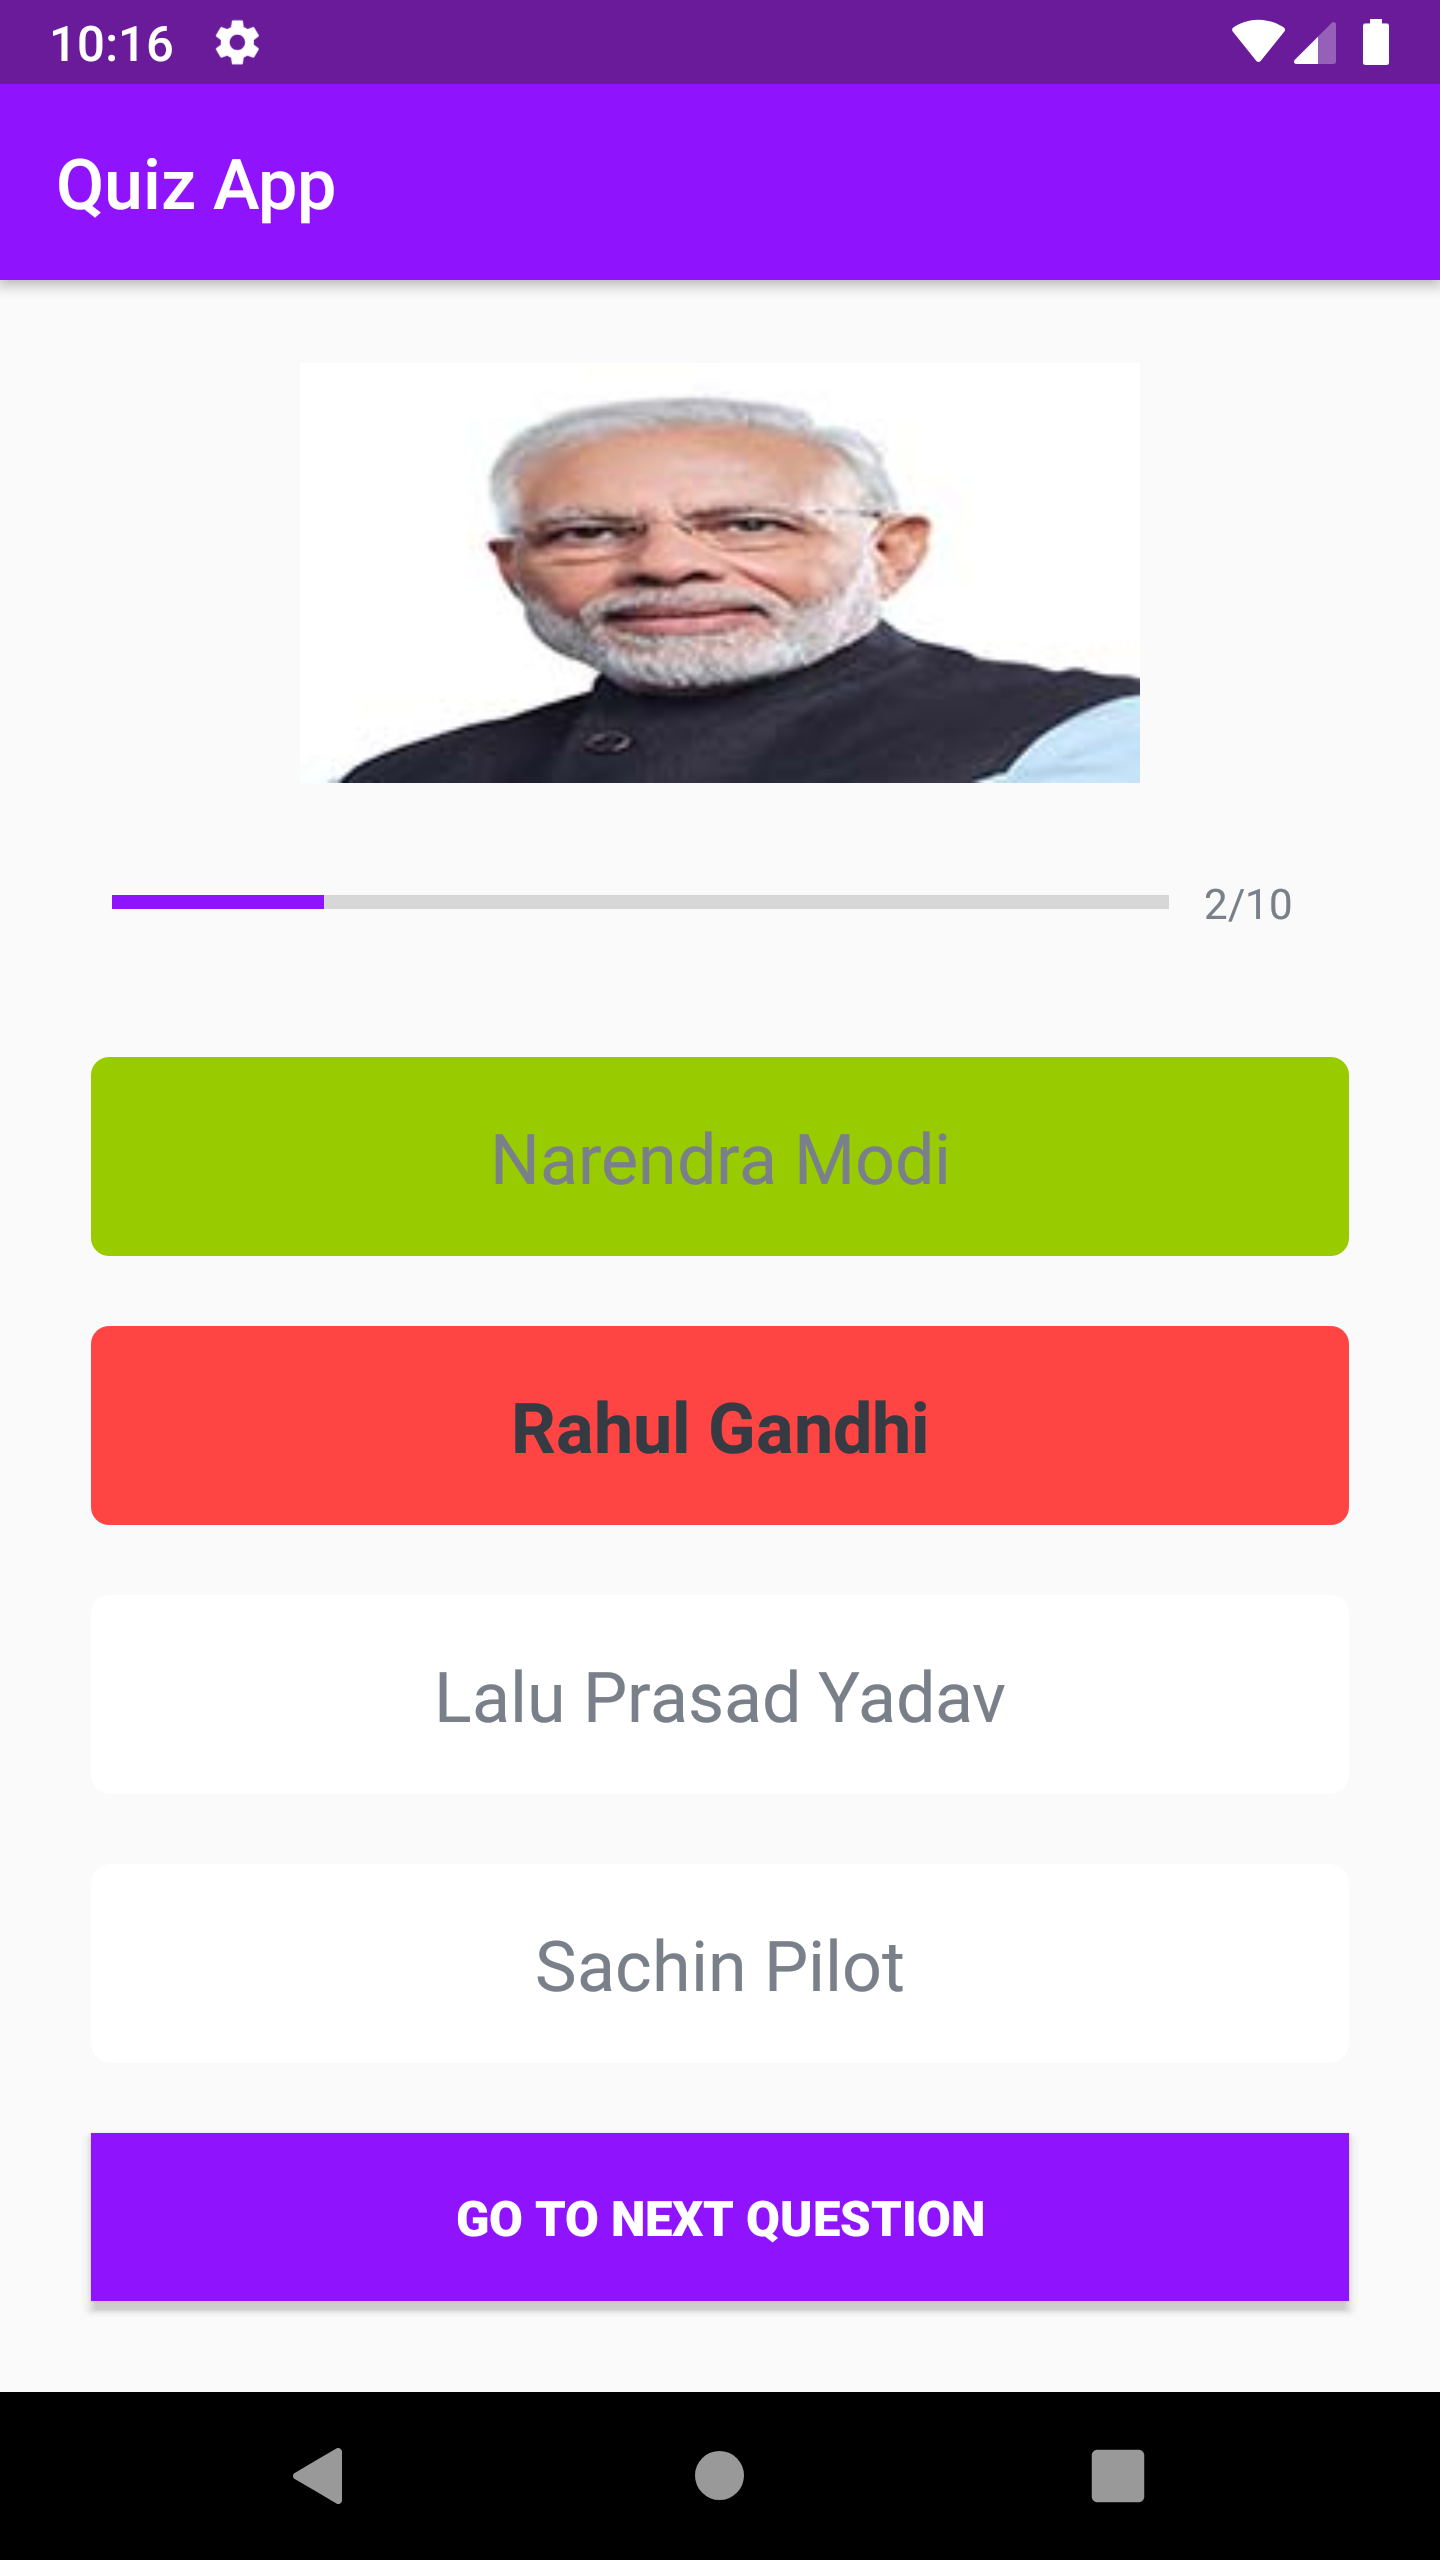 10:16
Quiz App
2/10
Narendra Modi
Rahul Gandhi
Lalu Prasad Yadav
Sachin Pilot
GO TO NEXT QUESTION